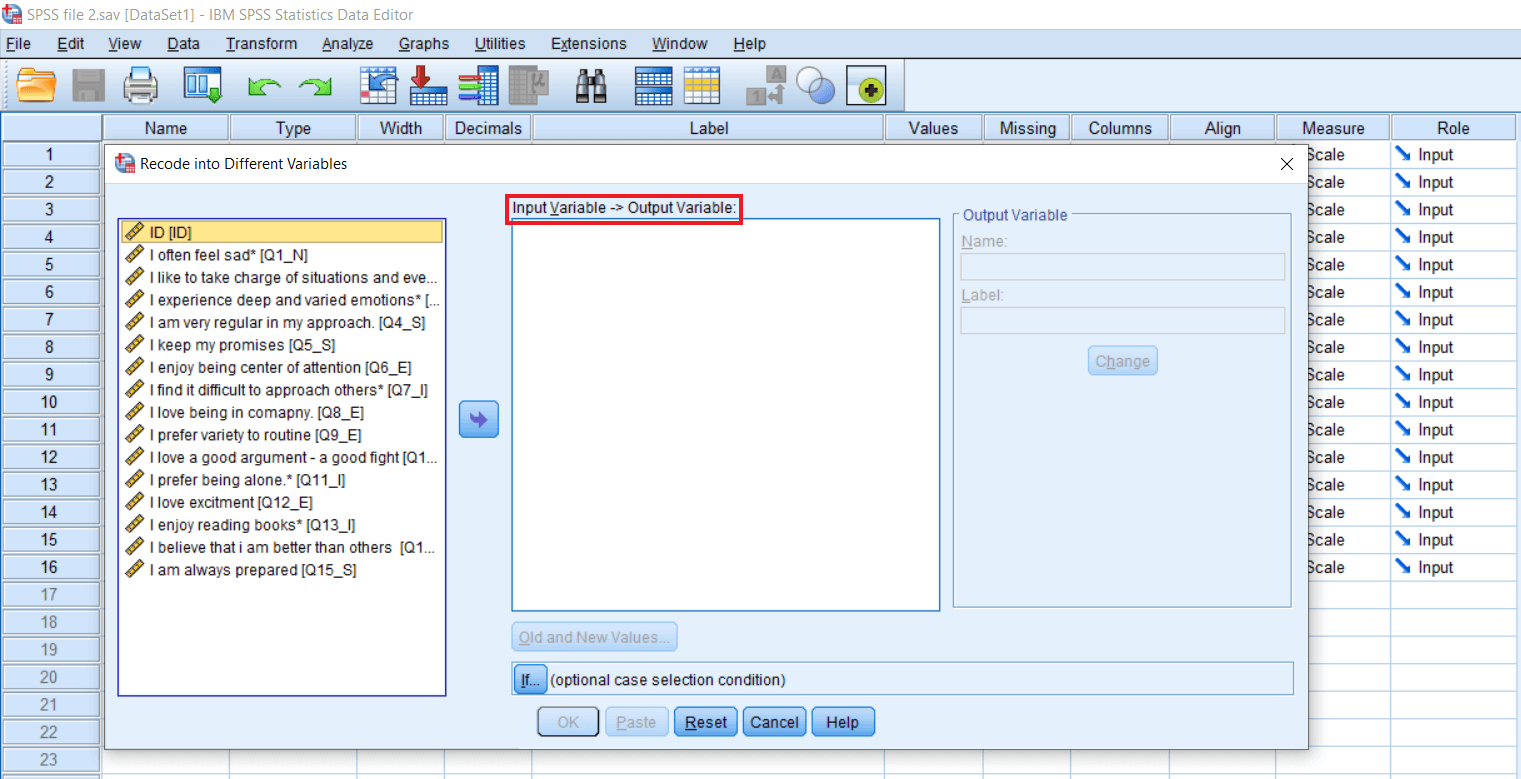 SPSS file 2.sav [DataSet1] - IBM SPSS Statistics Data Editor
File Edit View Data Transform Analyze Graphs Utilities Extensions Window Help
Name Type Width Decimals Label Values Missing Columns Align Measure Role
1 Scale Input
Recode into Different Variables
2 Scale Input
3 Scale Input
Input Variable -> Output Variable:
Output Variable
ID [ID]
4 Scale Input
Name:
I often feel sad* [Q1_N]
5 Scale Input
I like to take charge of situations and eve...
6 Scale Input
Label:
I experience deep and varied emotions* [...
7 Scale Input
I am very regular in my approach. [Q4_S]
8 Scale Input
I keep my promises [Q5_S]
Change
9 Scale Input
I enjoy being center of attention [Q6_E]
I find it difficult to approach others* [Q7_I]
10 Scale Input
I love being in comapny. [Q8_E]
11 Scale Input
I prefer variety to routine [Q9_E]
12 Scale Input
I love a good argument - a good fight [Q1...
13 Scale Input
I prefer being alone.* [Q11_I]
14 Scale Input
I love excitment [Q12_E]
I enjoy reading books* [Q13_I]
15 Scale Input
I believe that i am better than others [Q1...
16 Scale Input
I am always prepared [Q15_S]
17
18
19
Old and New Values...
20
If... (optional case selection condition)
21
22
OK Paste Reset Cancel Help
23